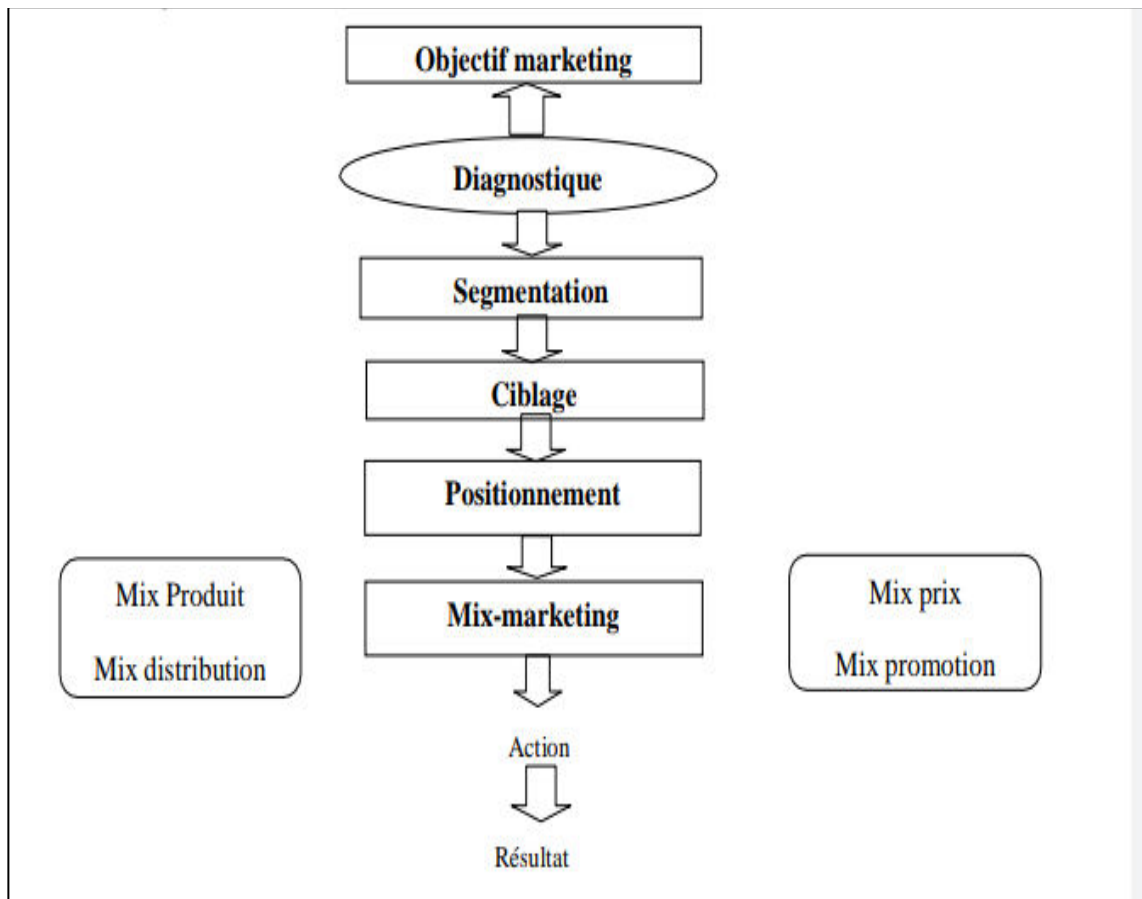 Objectif marketing
Diagnostique
Segmentation
Ciblage
Positionnement
Mix Produit
Mix distribution
Mix-marketing
Mix prix
Mix promotion
Action
Résultat